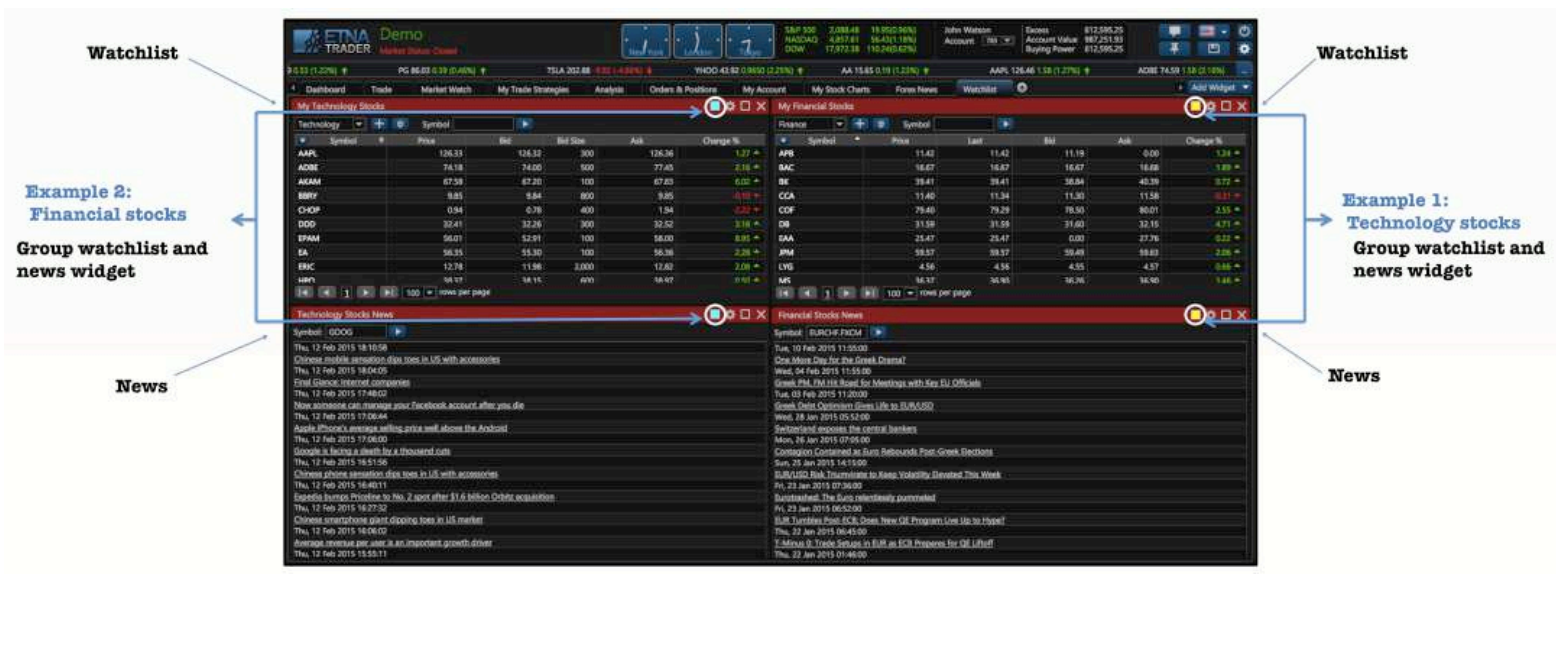 Watchlist
Example 2:
Financial stocks
Group watchlist and
news widget
News
ETNA
TRADER
Demo
Market Status: Closed
New York London Tokyo
S&P 500 2,088.48 19.95(0.96%)
NASDAQ 4,857.61 56.43(1.18%)
DOW 17,972.38 110.24(0.62%)
John Watson
Account
Excess 812,595.25
Account Value 987,251.93
Buying Power 812,595.25
PG 86.03 0.39 (0.46%) TSLA 202.88 YHOO 43.92 0.9650 (2.25%) AA 15.65 0.19 (1.23%) AAPL 126.46 1.58 (1.27%) ADBE 74.59 1.58 (2.16%)
Dashboard Trade Market Watch My Trade Strategies Analysis Orders & Positions My Account My Stock Charts Forex News Watchlist Add Widget
My Technology Stocks
Technology Symbol
Symbol Price Bid Bid Size Ask Change %
AAPL 126.33 126.32 300 126.36 1.27
ADBE 74.18 74.00 500 77.45 2.16
AKAM 67.59 67.20 100 67.83 6.02
BBRY 9.85 9.84 800 9.85 -0.10
CHOP 0.94 0.78 400 1.94 -2.22
DDD 32.41 32.26 300 32.52 3.16
EPAM 56.01 52.91 100 58.00 8.95
EA 56.35 55.30 100 56.36 2.28
ERIC 12.78 11.98 2,000 12.82 2.08
HPQ 38.37 38.15 600 38.97
1 100 rows per page
My Financial Stocks
Finance Symbol
Symbol Price Last Bid Ask Change %
APB 11.42 11.42 11.19 0.00 1.24
BAC 16.67 16.67 16.67 16.68 1.89
BK 39.41 39.41 38.84 40.39 0.72
CCA 11.40 11.34 11.30 11.58 -0.31
COF 79.40 79.29 78.50 80.01 2.55
DB 31.59 31.59 31.60 32.15 4.71
EAA 25.47 25.47 0.00 27.76 0.22
JPM 59.57 59.57 59.49 59.63 2.06
LYG 4.56 4.56 4.55 4.57 0.66
MS 36.37 36.95 36.26 36.50 1.48
1 100 rows per page
Technology Stocks News
Symbol: GOOG
Thu, 12 Feb 2015 18:10:58
Chinese mobile sensation dips toes in US with accessories
Thu, 12 Feb 2015 18:04:05
Final Glance: Internet companies
Thu, 12 Feb 2015 17:48:02
Now someone can manage your Facebook account after you die
Thu, 12 Feb 2015 17:06:44
Apple iPhone's average selling price well above the Android
Thu, 12 Feb 2015 17:06:00
Google is facing a death by a thousand cuts
Thu, 12 Feb 2015 16:51:56
Chinese phone sensation dips toes in US with accessories
Thu, 12 Feb 2015 16:40:11
Expedia bumps Priceline to No. 2 spot after $1.6 billion Orbitz acquisition
Thu, 12 Feb 2015 16:27:32
Chinese smartphone giant dipping toes in US market
Thu, 12 Feb 2015 16:06:02
Average revenue per user is an important growth driver
Thu, 12 Feb 2015 15:55:11
Financial Stocks News
Symbol: EURCHF.FXCM
Tue, 10 Feb 2015 11:55:00
One More Day for the Greek Drama?
Wed, 04 Feb 2015 11:55:00
Greek PM, FM Hit Road for Meetings with Key EU Officials
Tue, 03 Feb 2015 11:20:00
Greek Debt Optimism Gives Life to EUR/USD
Wed, 28 Jan 2015 05:52:00
Switzerland exposes the central bankers
Mon, 26 Jan 2015 07:05:00
Contagion Contained as Euro Rebounds Post-Greek Elections
Sun, 25 Jan 2015 14:15:00
EUR/USD Risk Triumvirate to Keep Volatility Elevated This Week
Fri, 23 Jan 2015 07:36:00
Eurotrashed: The Euro relentlessly pummeled
Fri, 23 Jan 2015 06:52:00
EUR Tumbles Post-ECB; Does New QE Program Live Up to Hype?
Thu, 22 Jan 2015 06:45:00
T-Minus 0: Trade Setups in EUR as ECB Prepares for QE Liftoff
Thu, 22 Jan 2015 01:46:00
Watchlist
Example 1:
Technology stocks
Group watchlist and
news widget
News